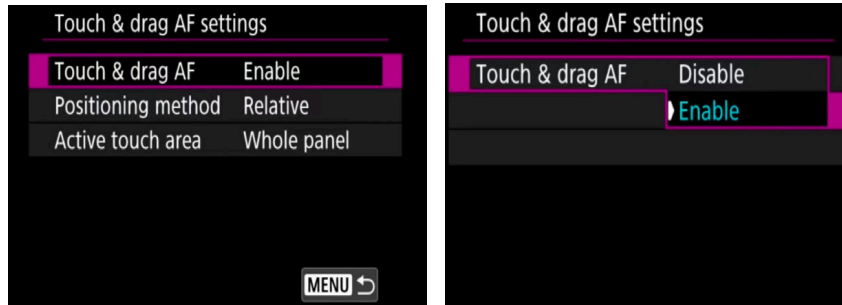 Touch & drag AF settings
Touch & drag AF Enable
Positioning method Relative
Active touch area Whole panel
MENU
Touch & drag AF settings
Touch & drag AF Disable
Enable